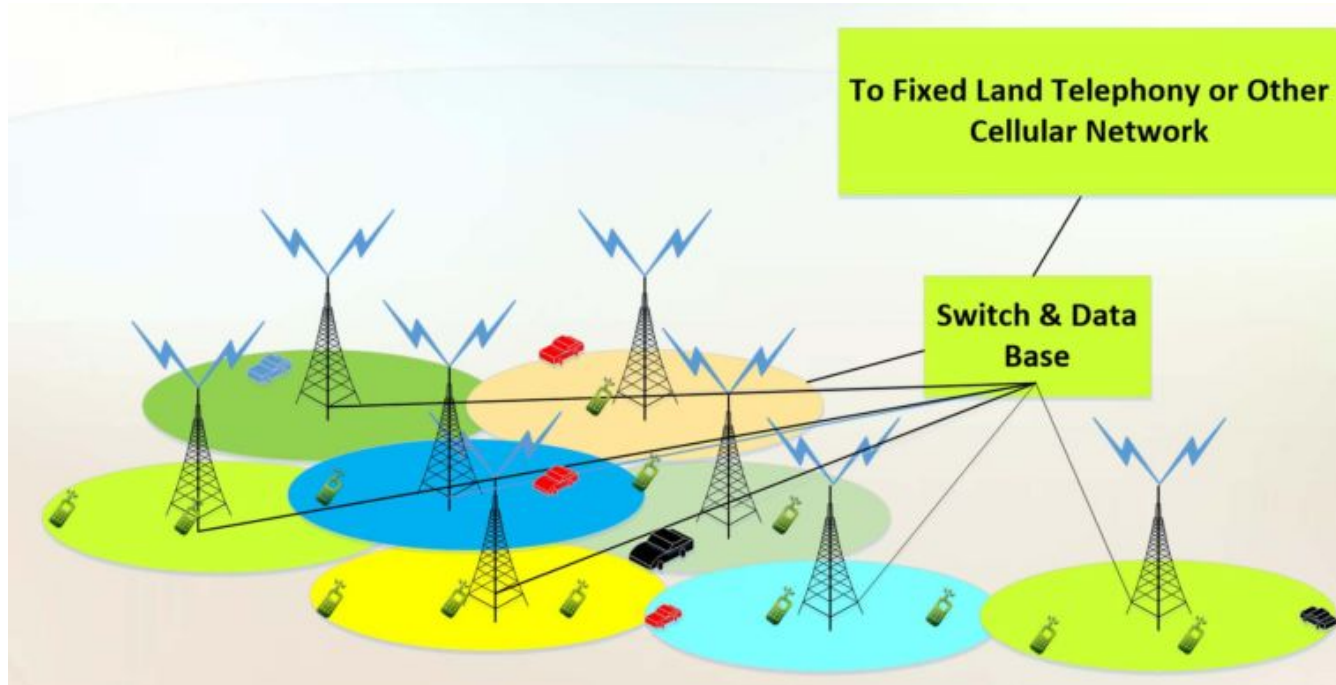 To Fixed Land Telephony or Other
Cellular Network
Switch & Data
Base